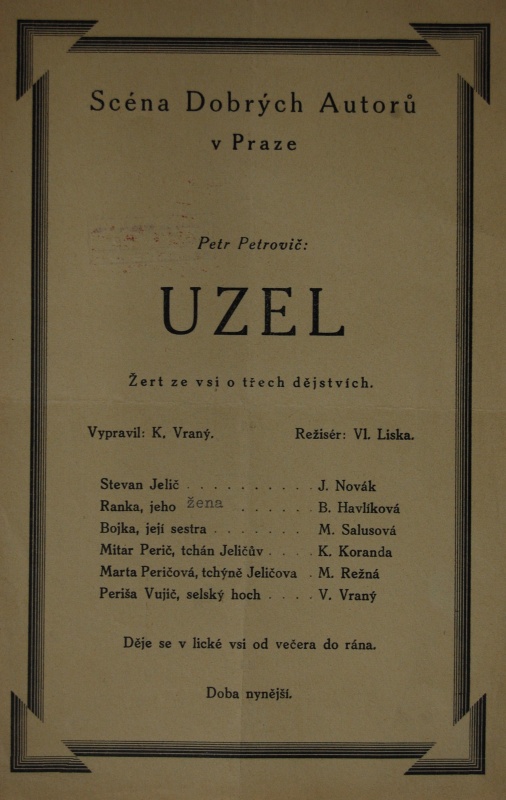 Scéna Dobrých Autorů
v Praze
Petr Petrovič:
UZEL
Žert ze vsi o třech dějstvích.
Vypravil: K. Vraný. Režisér: Vl. Liska.
Stevan Jelič . . . . . . . . . . J. Novák
Ranka, jeho žena . . . . . . B. Havlíková
Bojka, její sestra . . . . . . . M. Salusová
Mitar Perič, tchán Jeličův . . . . K. Koranda
Marta Peričová, tchýně Jeličova . M. Režná
Periša Vujič, selský hoch . . . . V. Vraný
Děje se v lické vsi od večera do rána.
Doba nynější.